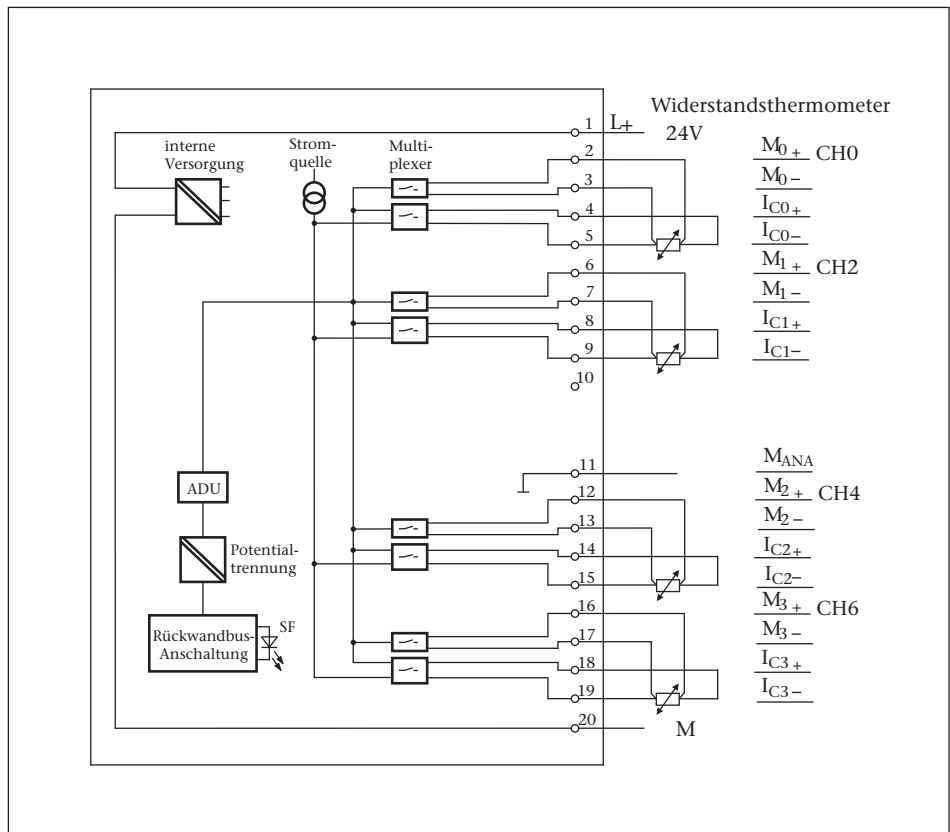 Widerstandsthermometer
1 L+
24V
interne
Versorgung
Strom-
quelle
Multi-
plexer
2
M0+ CH0
3
M0−
4
IC0+
5
IC0−
6
M1+ CH2
7
M1−
8
IC1+
9
IC1−
10
11
MANA
12
M2+ CH4
13
M2−
14
IC2+
15
IC2−
16
M3+ CH6
17
M3−
18
IC3+
19
IC3−
20
M
ADU
Potential-
trennung
Rückwandbus-
Anschaltung
SF